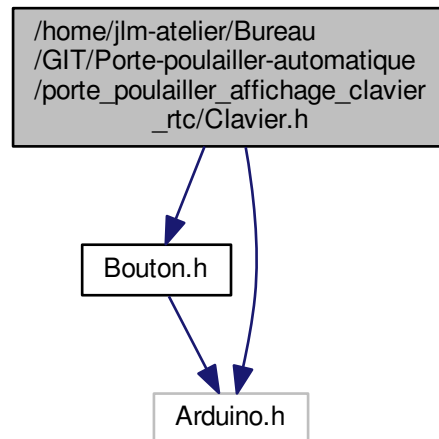 /home/jlm-atelier/Bureau
/GIT/Porte-poulailler-automatique
/porte_poulailler_affichage_clavier
_rtc/Clavier.h
Bouton.h
Arduino.h